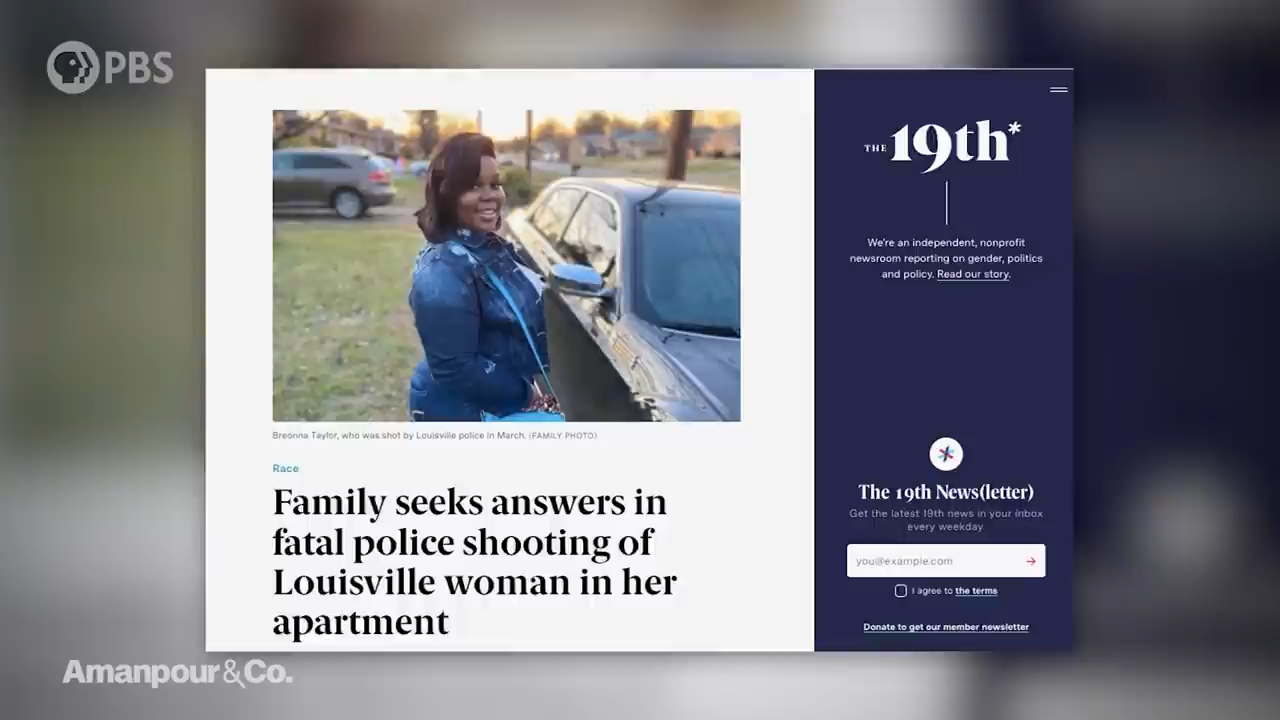 PBS
THE 19th*
We're an independent, nonprofit
newsroom reporting on gender, politics
and policy. Read our story.
Breonna Taylor, who was shot by Louisville police in March. (FAMILY PHOTO)
Race
Family seeks answers in
fatal police shooting of
Louisville woman in her
apartment
The 19th News(letter)
Get the latest 19th news in your inbox
every weekday
you@example.com →
I agree to the terms
Donate to get our member newsletter
Amanpour&Co.